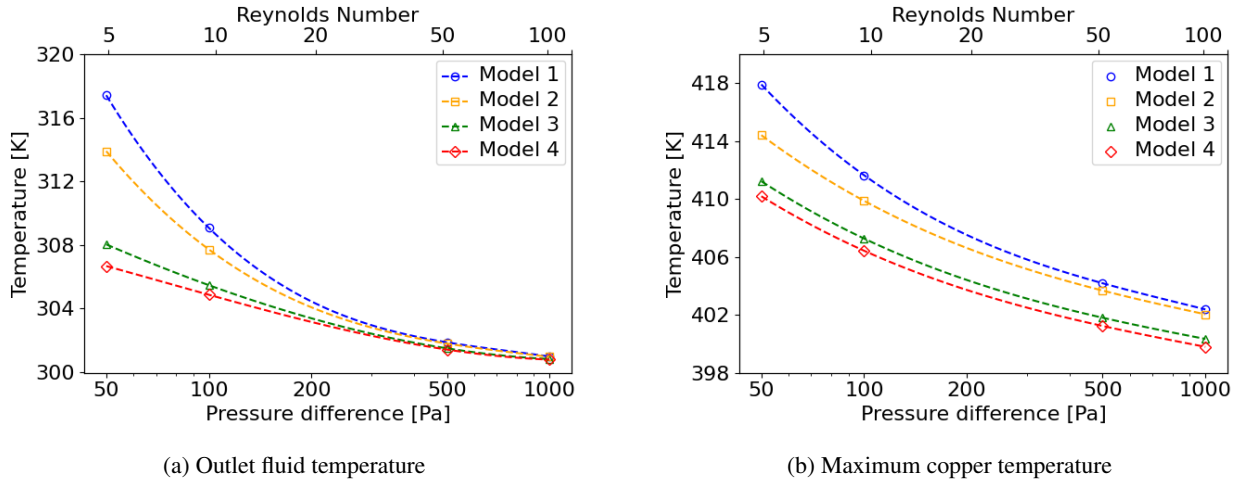 Reynolds Number
5 10 20 50 100
320
316
312
308
304
300
Temperature [K]
Model 1
Model 2
Model 3
Model 4
50 100 200 500 1000
Pressure difference [Pa]
(a) Outlet fluid temperature
Reynolds Number
5 10 20 50 100
418
414
410
406
402
398
Temperature [K]
Model 1
Model 2
Model 3
Model 4
50 100 200 500 1000
Pressure difference [Pa]
(b) Maximum copper temperature